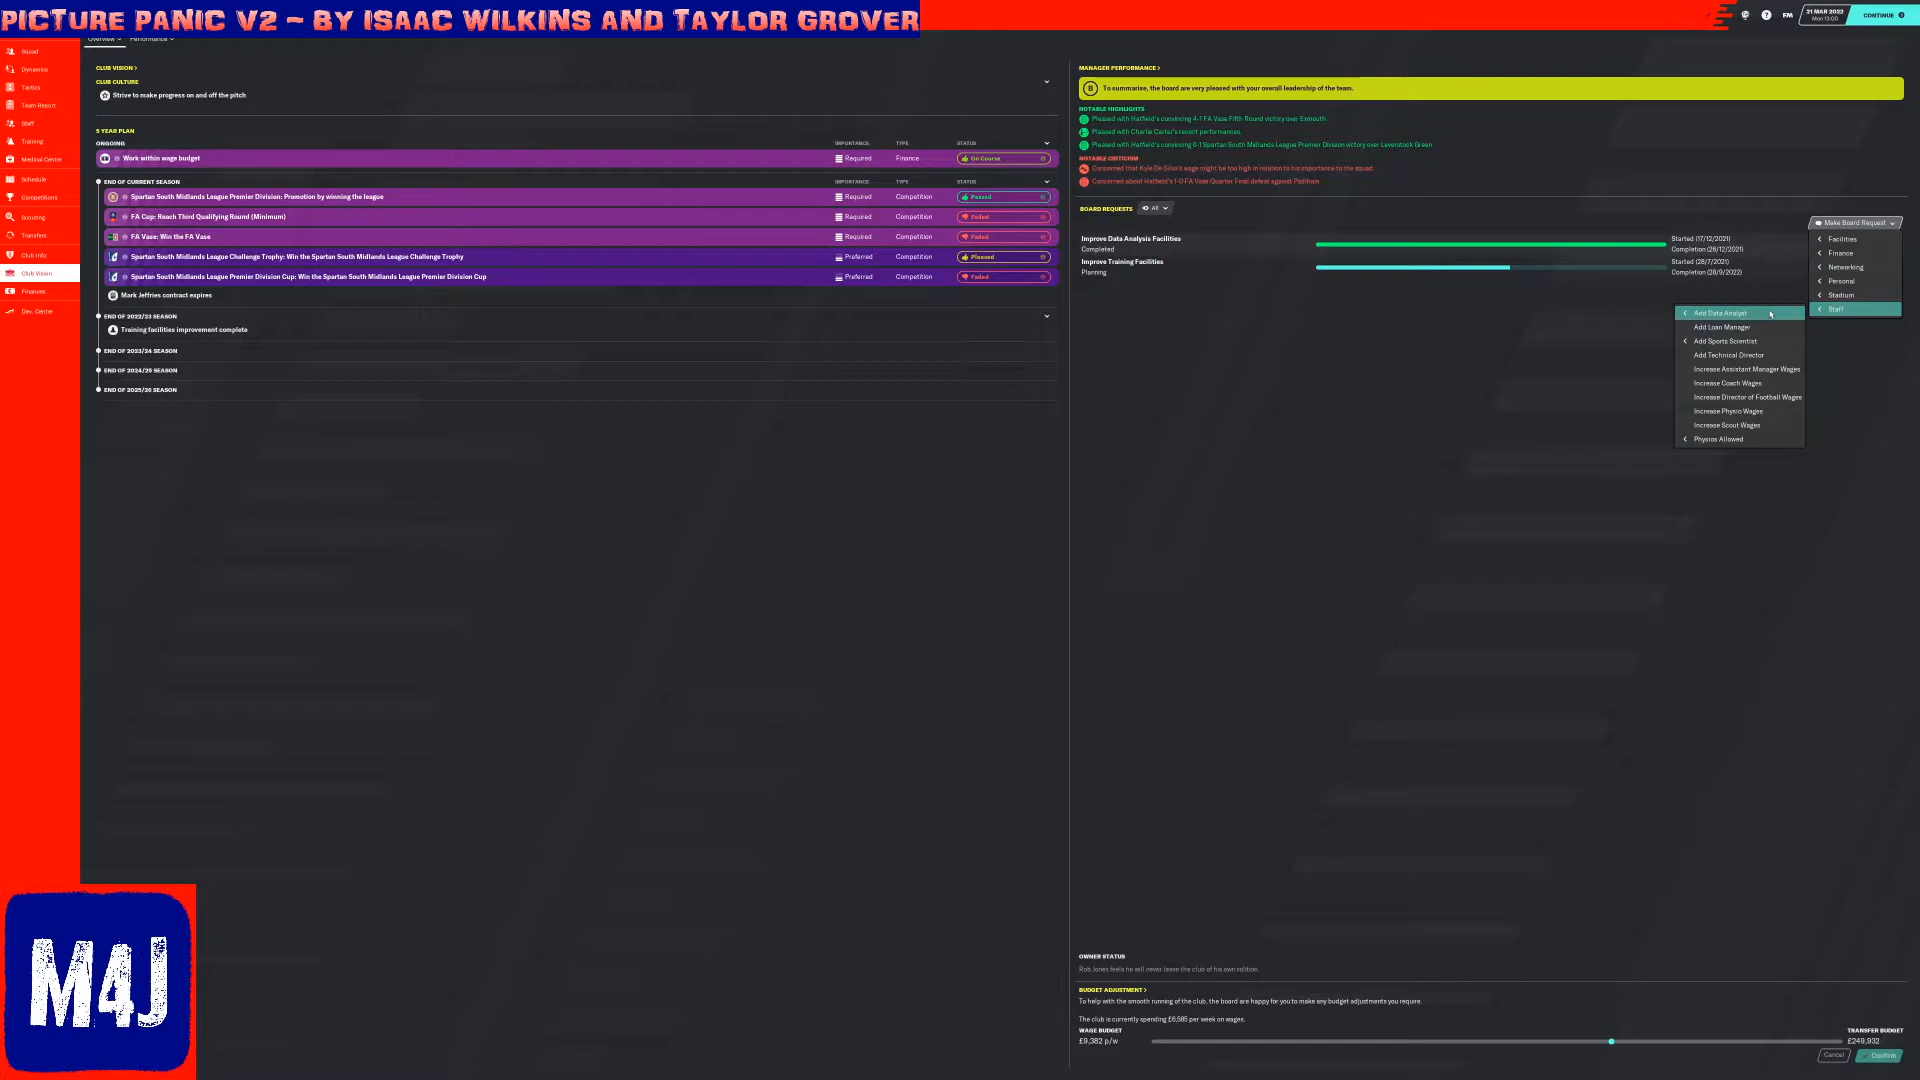 PICTURE PANIC V2 ~ BY ISAAC WILKINS AND TAYLOR GROVER
FM
21 MAR 2022
Mon 13:00
CONTINUE
Overview
Performance
Squad
Dynamics
Tactics
Team Report
Staff
Training
Medical Centre
Schedule
Competitions
Scouting
Transfers
Club Info
Club Vision
Finances
Dev. Centre
CLUB VISION >
CLUB CULTURE
Strive to make progress on and off the pitch
5 YEAR PLAN
ONGOING IMPORTANCE TYPE STATUS
Work within wage budget Required Finance On Course
END OF CURRENT SEASON IMPORTANCE TYPE STATUS
Spartan South Midlands League Premier Division: Promotion by winning the league Required Competition Passed
FA Cup: Reach Third Qualifying Round (Minimum) Required Competition Failed
FA Vase: Win the FA Vase Required Competition Failed
Spartan South Midlands League Challenge Trophy: Win the Spartan South Midlands League Challenge Trophy Preferred Competition Pleased
Spartan South Midlands League Premier Division Cup: Win the Spartan South Midlands League Premier Division Cup Preferred Competition Failed
Mark Jeffries contract expires
END OF 2022/23 SEASON
Training facilities improvement complete
END OF 2023/24 SEASON
END OF 2024/25 SEASON
END OF 2025/26 SEASON
MANAGER PERFORMANCE >
B To summarise, the board are very pleased with your overall leadership of the team.
NOTABLE HIGHLIGHTS
Pleased with Hatfield's convincing 4-1 FA Vase Fifth Round victory over Exmouth.
Pleased with Charlie Carter's recent performances.
Pleased with Hatfield's convincing 6-1 Spartan South Midlands League Premier Division victory over Leverstock Green
NOTABLE CRITICISM
Concerned that Kyle De Silva's wage might be too high in relation to his importance to the squad.
Concerned about Hatfield's 1-0 FA Vase Quarter Final defeat against Padiham
BOARD REQUESTS All
Make Board Request
Improve Data Analysis Facilities
Completed
Started (17/12/2021)
Completion (26/12/2021)
Improve Training Facilities
Planning
Started (28/7/2021)
Completion (28/9/2022)
Facilities
Finance
Networking
Personal
Stadium
Staff
Add Data Analyst
Add Loan Manager
Add Sports Scientist
Add Technical Director
Increase Assistant Manager Wages
Increase Coach Wages
Increase Director of Football Wages
Increase Physio Wages
Increase Scout Wages
Physios Allowed
OWNER STATUS
Rob Jones feels he will never leave the club of his own volition.
BUDGET ADJUSTMENT >
To help with the smooth running of the club, the board are happy for you to make any budget adjustments you require.
The club is currently spending £6,585 per week on wages.
WAGE BUDGET
£9,382 p/w
TRANSFER BUDGET
£249,932
Cancel
Confirm
M4J